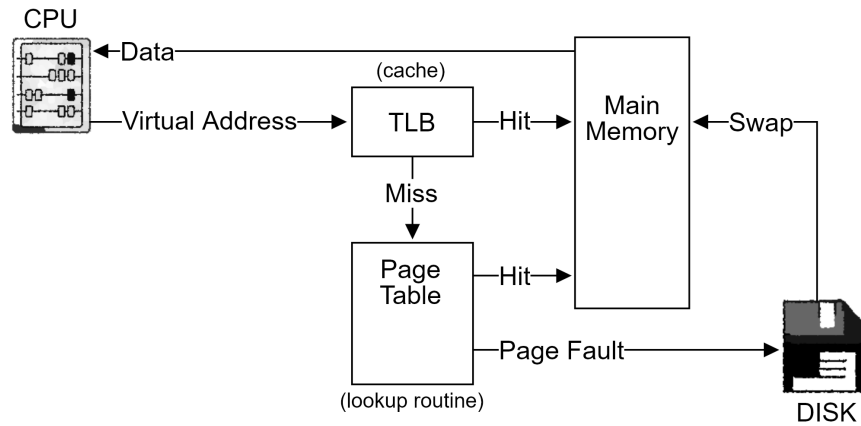 CPU
Data
(cache)
Virtual Address
TLB
Hit
Main
Memory
Swap
Miss
Page
Table
Hit
Page Fault
(lookup routine)
DISK